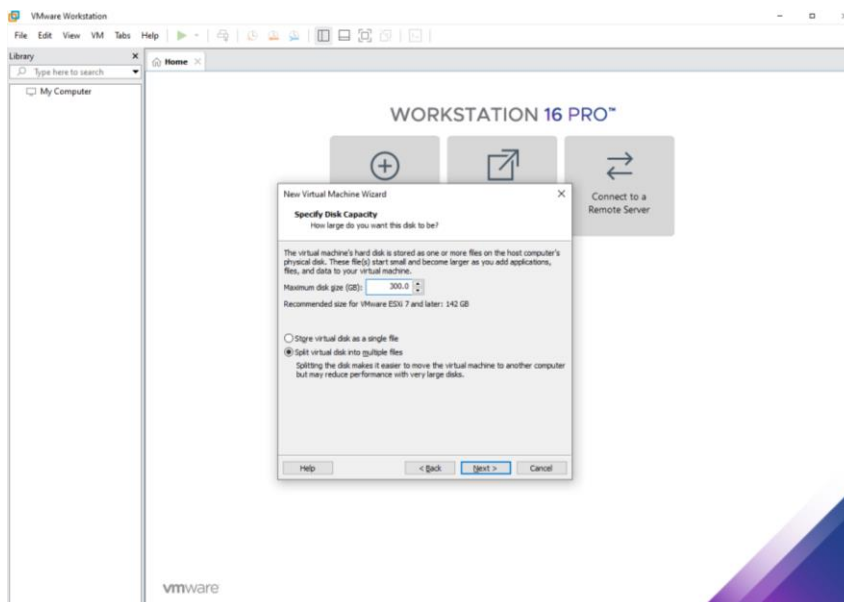 VMware Workstation
File Edit View VM Tabs Help
Library
Type here to search
My Computer
Home
WORKSTATION 16 PRO™
Connect to a
Remote Server
New Virtual Machine Wizard
Specify Disk Capacity
How large do you want this disk to be?
The virtual machine's hard disk is stored as one or more files on the host computer's
physical disk. These file(s) start small and become larger as you add applications,
files, and data to your virtual machine.
Maximum disk size (GB): 300.0
Recommended size for VMware ESXi 7 and later: 142 GB
Store virtual disk as a single file
Split virtual disk into multiple files
Splitting the disk makes it easier to move the virtual machine to another computer
but may reduce performance with very large disks.
Help < Back Next > Cancel
vmware